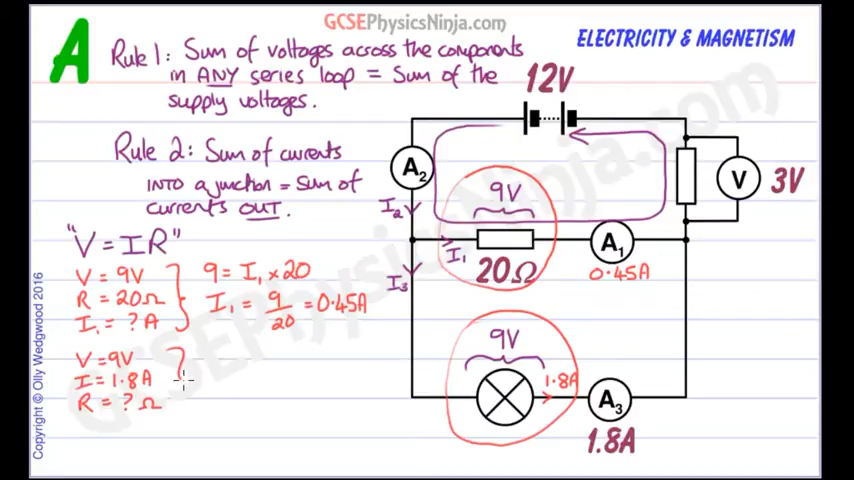 GCSEPhysicsNinja.com
ELECTRICITY & MAGNETISM
A
Rule 1: Sum of voltages across the components
in ANY series loop = Sum of the
supply voltages.
Rule 2: Sum of currents
INTO a junction = Sum of
currents OUT.
"V = IR"
V = 9V
R = 20Ω
I₁ = ? A
9 = I₁ × 20
I₁ = 9/20 = 0.45A
V = 9V
I = 1.8A
R = ? Ω
12V
A₂
V
3V
I₂
9V
I₁
20Ω
A₁
0.45A
I₃
9V
1.8A
A₃
1.8A
Copyright © Olly Wedgwood 2016
GCSEPhysicsNinja.com